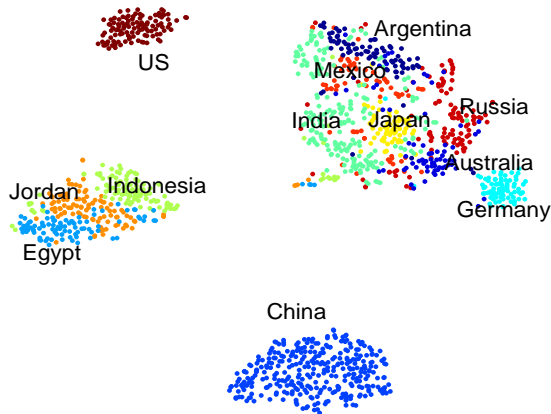 Argentina
US
Mexico
Russia
India
Japan
Australia
Jordan
Indonesia
Germany
Egypt
China